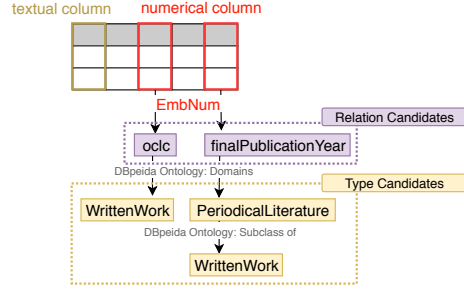 textual column
numerical column
EmbNum
Relation Candidates
oclc
finalPublicationYear
DBpeida Ontology: Domains
Type Candidates
WrittenWork
PeriodicalLiterature
DBpeida Ontology: Subclass of
WrittenWork